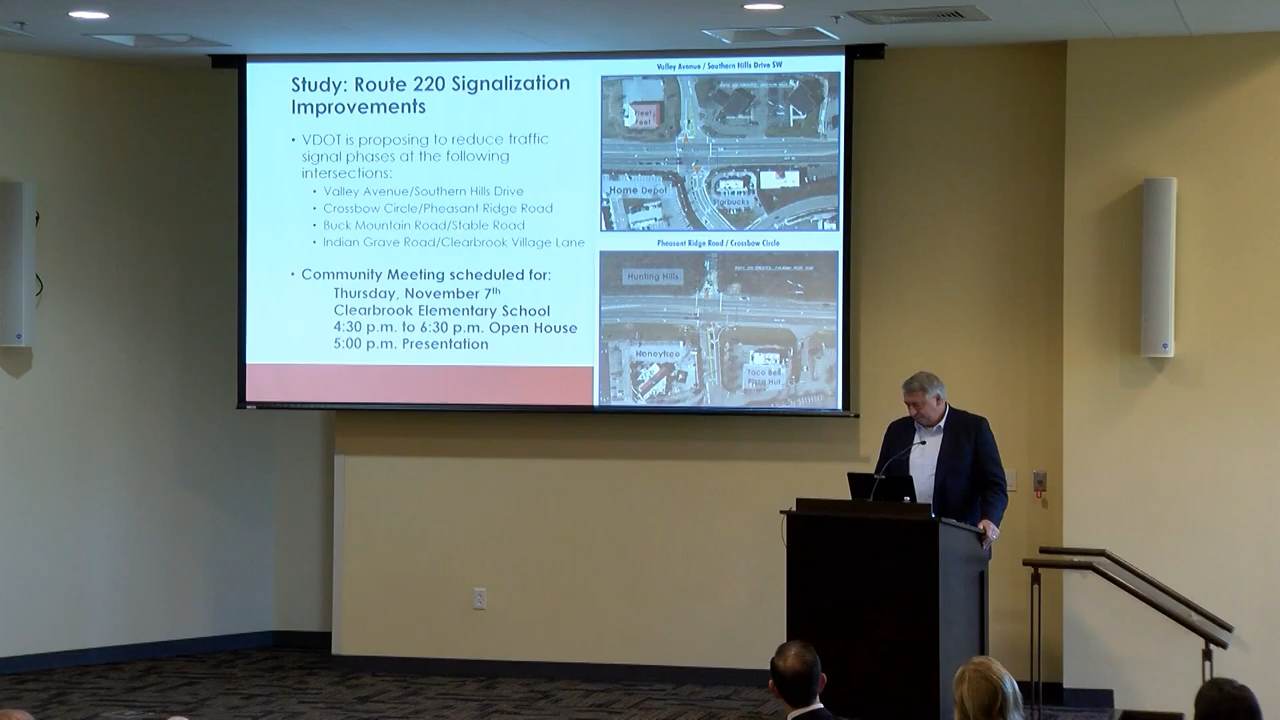 Study: Route 220 Signalization
Improvements
• VDOT is proposing to reduce traffic
signal phases at the following
intersections:
• Valley Avenue/Southern Hills Drive
• Crossbow Circle/Pheasant Ridge Road
• Buck Mountain Road/Stable Road
• Indian Grave Road/Clearbrook Village Lane
• Community Meeting scheduled for:
Thursday, November 7th
Clearbrook Elementary School
4:30 p.m. to 6:30 p.m. Open House
5:00 p.m. Presentation
Valley Avenue / Southern Hills Drive SW
Fleet
Feet
Home Depot
Starbucks
Pheasant Ridge Road / Crossbow Circle
Hunting Hills
Honeytree
Taco Bell
Pizza Hut